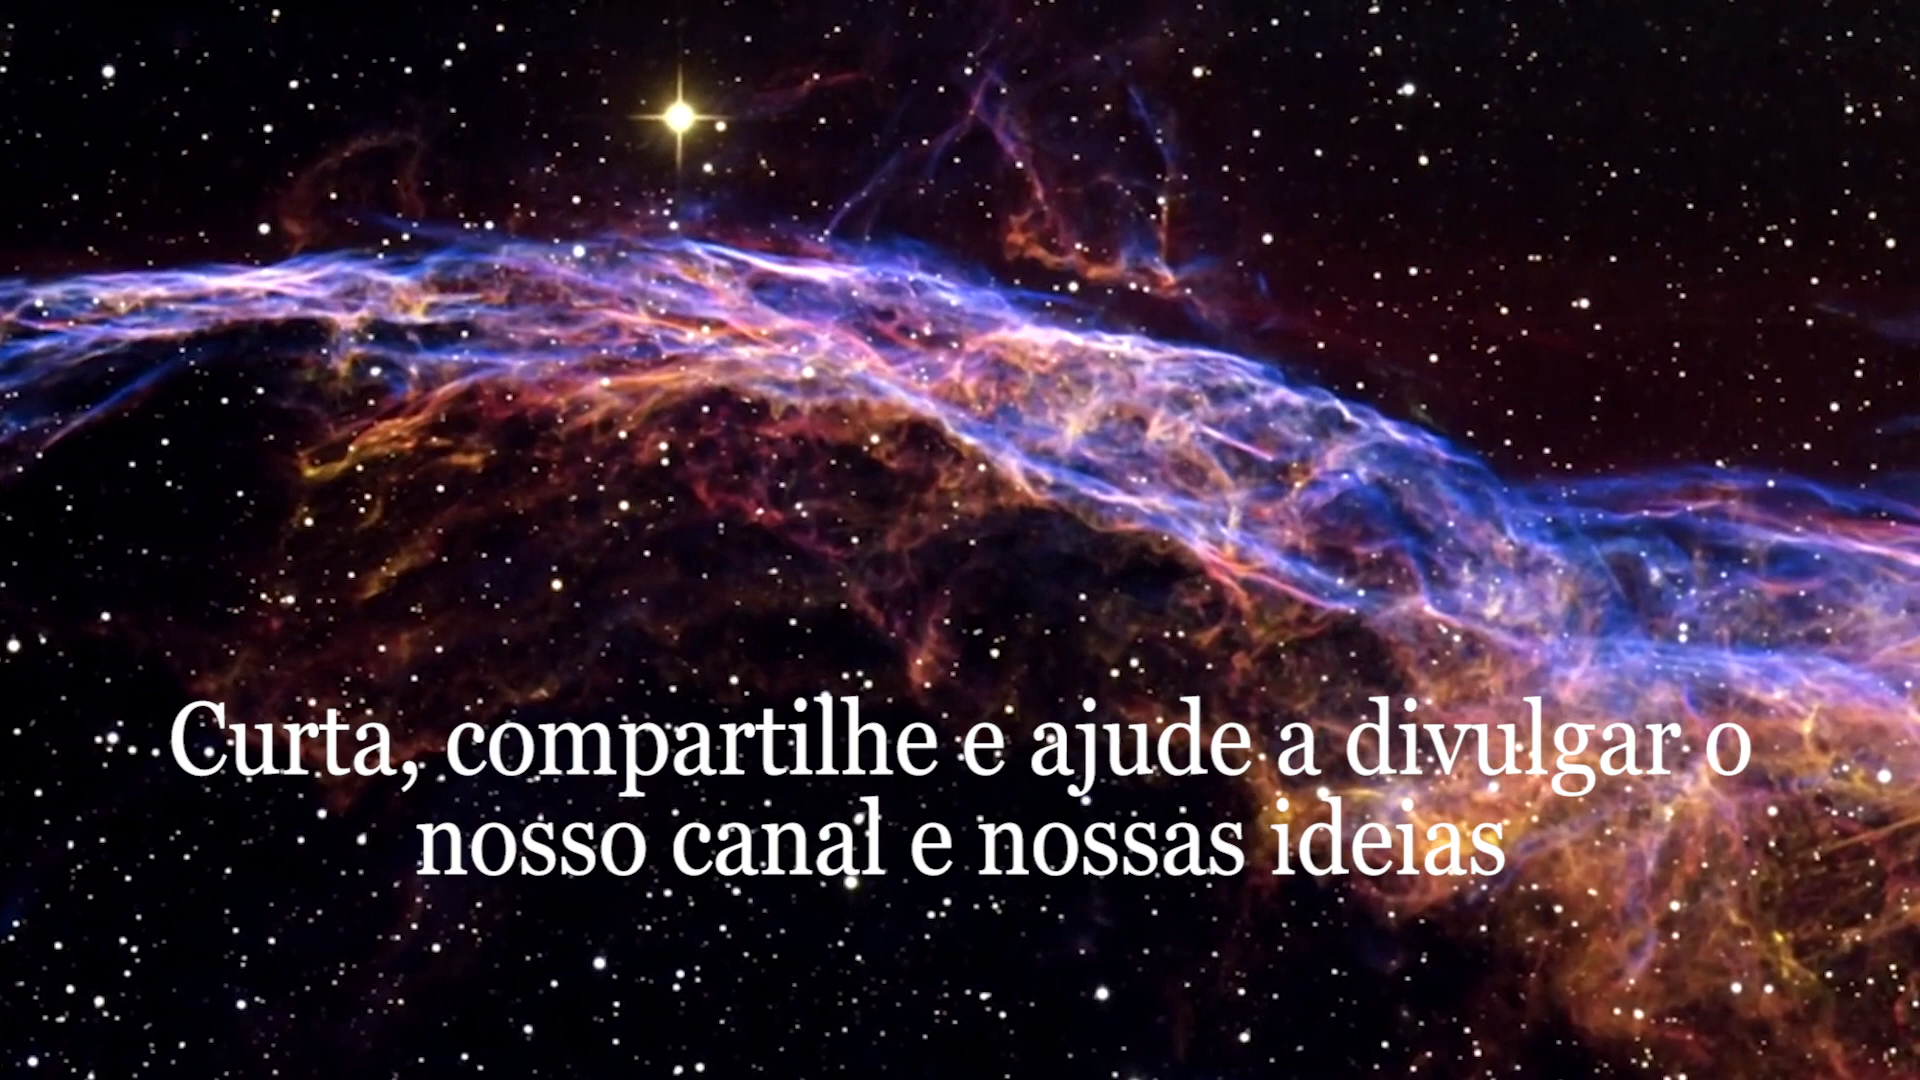 Curta, compartilhe e ajude a divulgar o
nosso canal e nossas ideias